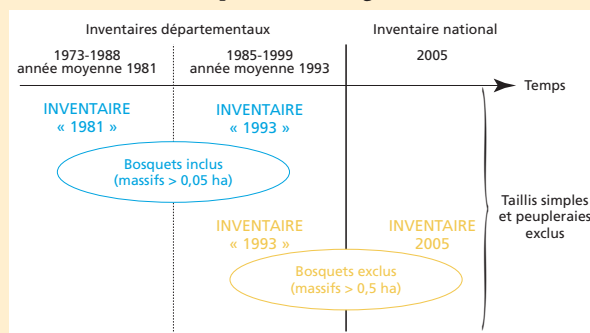 Inventaires départementaux
Inventaire national
1973-1988
année moyenne 1981
1985-1999
année moyenne 1993
2005
Temps
INVENTAIRE
« 1981 »
INVENTAIRE
« 1993 »
Bosquets inclus
(massifs > 0,05 ha)
Taillis simples
et peupleraies
exclus
INVENTAIRE
« 1993 »
INVENTAIRE
2005
Bosquets exclus
(massifs > 0,5 ha)